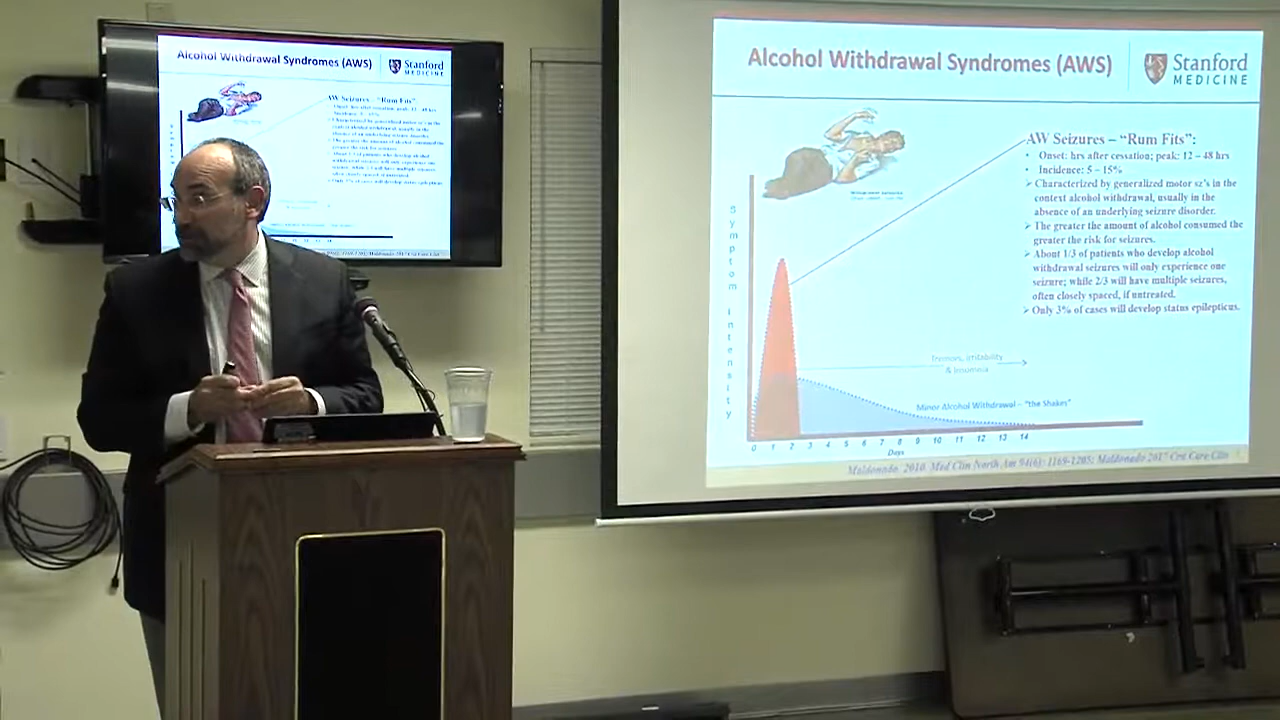 Alcohol Withdrawal Syndromes (AWS)
Stanford
MEDICINE
AW Seizures – "Rum Fits":
Alcohol Withdrawal Syndromes (AWS)
Stanford
MEDICINE
AW Seizures – "Rum Fits":
• Onset: hrs after cessation; peak: 12 – 48 hrs
• Incidence: 5 – 15%
➢ Characterized by generalized motor sz's in the
context alcohol withdrawal, usually in the
absence of an underlying seizure disorder.
➢ The greater the amount of alcohol consumed the
greater the risk for seizures.
➢ About 1/3 of patients who develop alcohol
withdrawal seizures will only experience one
seizure; while 2/3 will have multiple seizures,
often closely spaced, if untreated.
➢ Only 3% of cases will develop status epilepticus.
Symptom Intensity
Tremors, irritability
& Insomnia
Minor Alcohol Withdrawal – "the Shakes"
0 1 2 3 4 5 6 7 8 9 10 11 12 13 14
Days
Maldonado, 2010 Med Clin North Am 94(6): 1169-1205; Maldonado 2017 Crit Care Clin